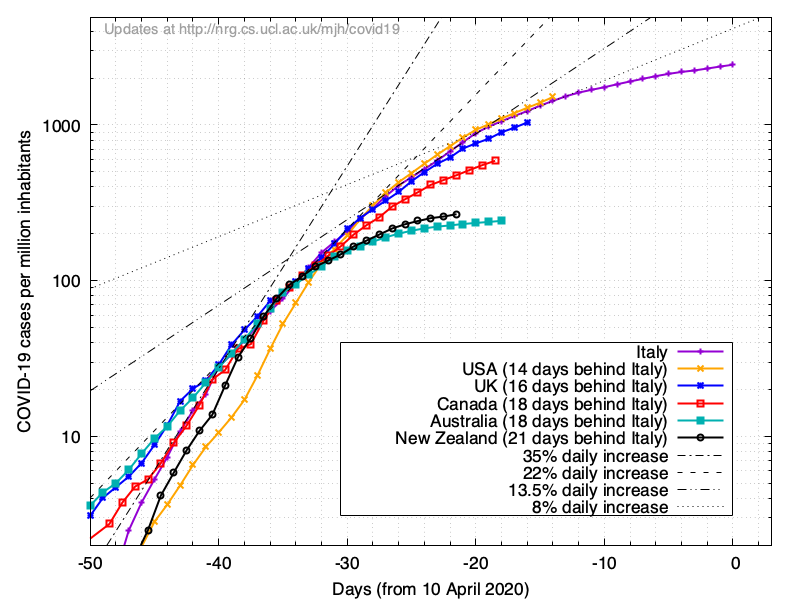 Updates at http://nrg.cs.ucl.ac.uk/mjh/covid19
1000
100
10
COVID-19 cases per million inhabitants
Italy
USA (14 days behind Italy)
UK (16 days behind Italy)
Canada (18 days behind Italy)
Australia (18 days behind Italy)
New Zealand (21 days behind Italy)
35% daily increase
22% daily increase
13.5% daily increase
8% daily increase
-50 -40 -30 -20 -10 0
Days (from 10 April 2020)